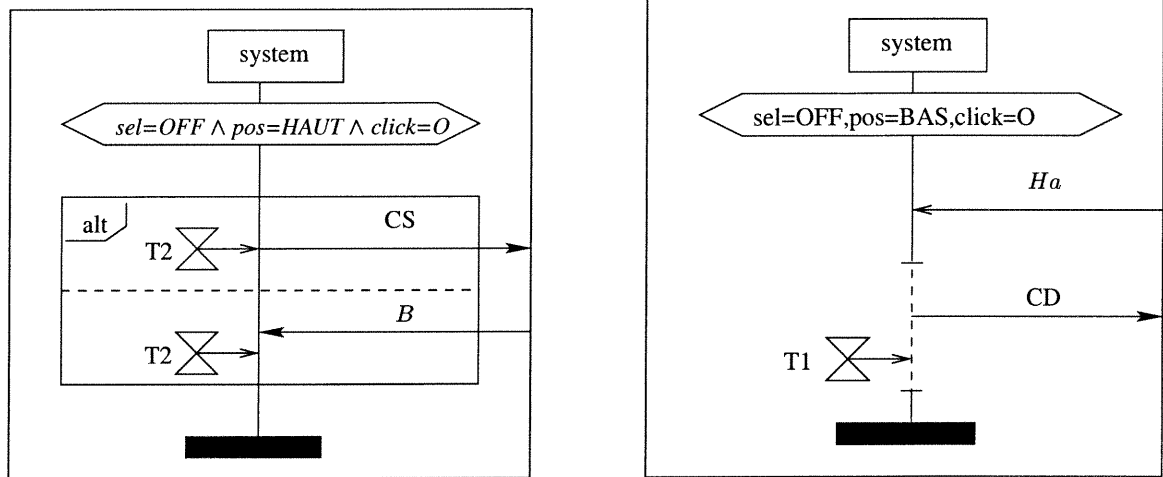 system
sel=OFF ∧ pos=HAUT ∧ click=O
alt
CS
T2
B
T2
system
sel=OFF,pos=BAS,click=O
Ha
CD
T1